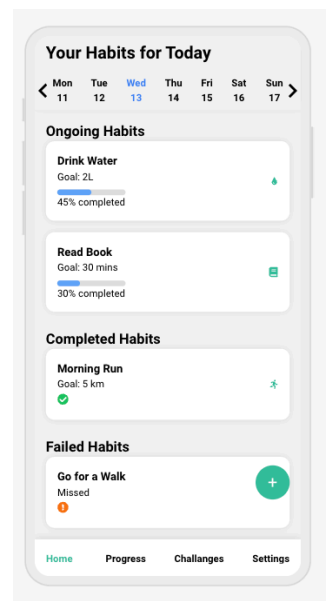 Your Habits for Today
Mon Tue Wed Thu Fri Sat Sun
11 12 13 14 15 16 17
Ongoing Habits
Drink Water
Goal: 2L
45% completed
Read Book
Goal: 30 mins
30% completed
Completed Habits
Morning Run
Goal: 5 km
Failed Habits
Go for a Walk
Missed
+
Home Progress Challanges Settings